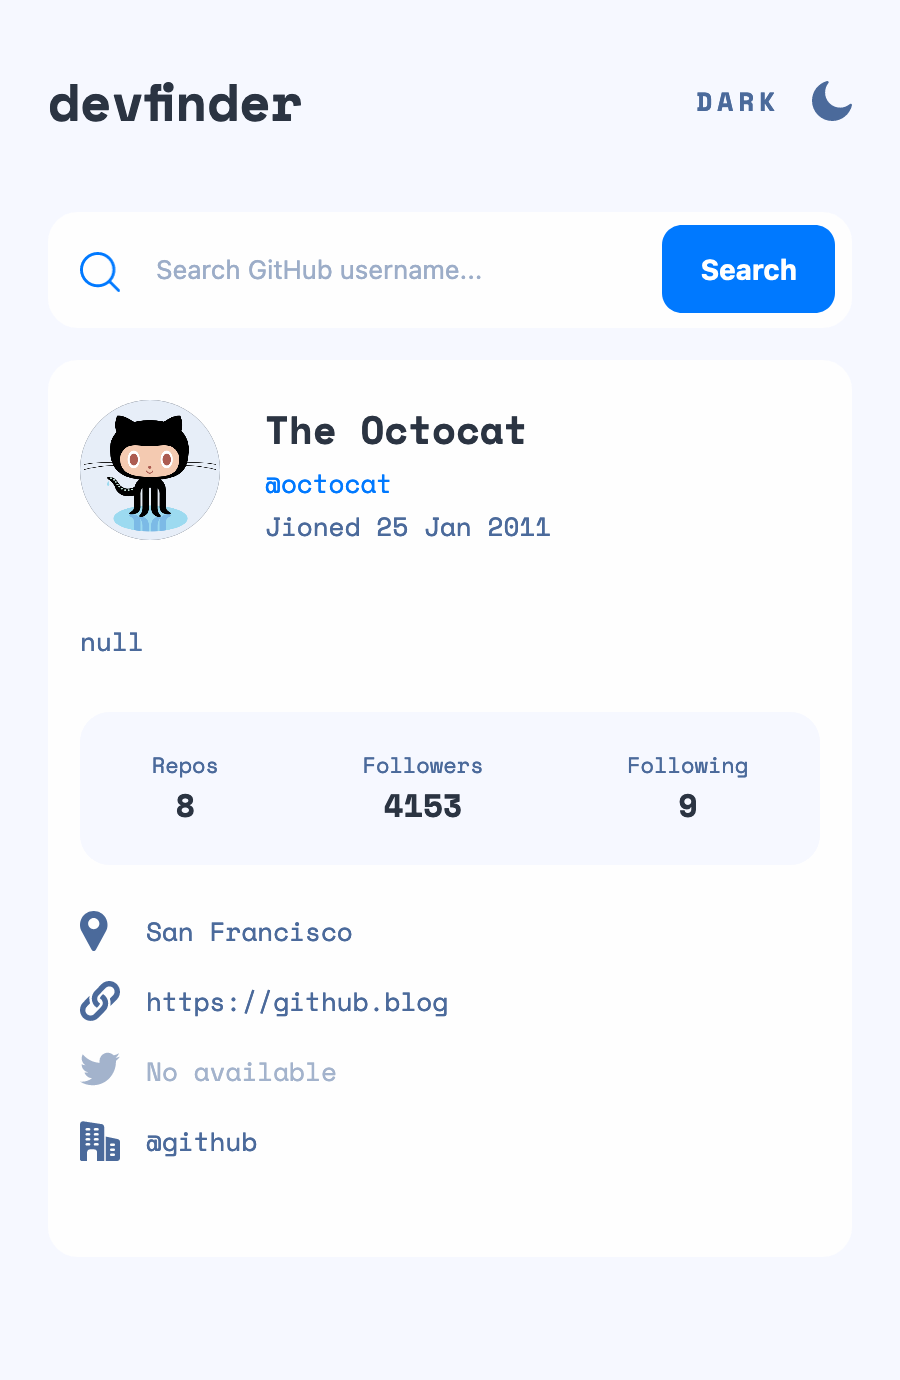 devfinder
DARK
Search GitHub username...
Search
The Octocat
@octocat
Jioned 25 Jan 2011
null
Repos Followers Following
8 4153 9
San Francisco
https://github.blog
No available
@github